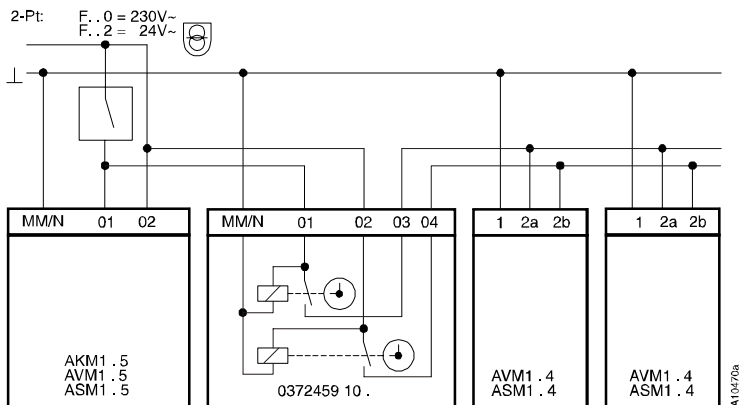 2-Pt: F..0 = 230V~
F..2 = 24V~
⊥
MM/N 01 02
MM/N 01 02 03 04
1 2a 2b
1 2a 2b
AKM1 . 5
AVM1 . 5
ASM1 . 5
0372459 10 .
AVM1 . 4
ASM1 . 4
AVM1 . 4
ASM1 . 4
A10470a